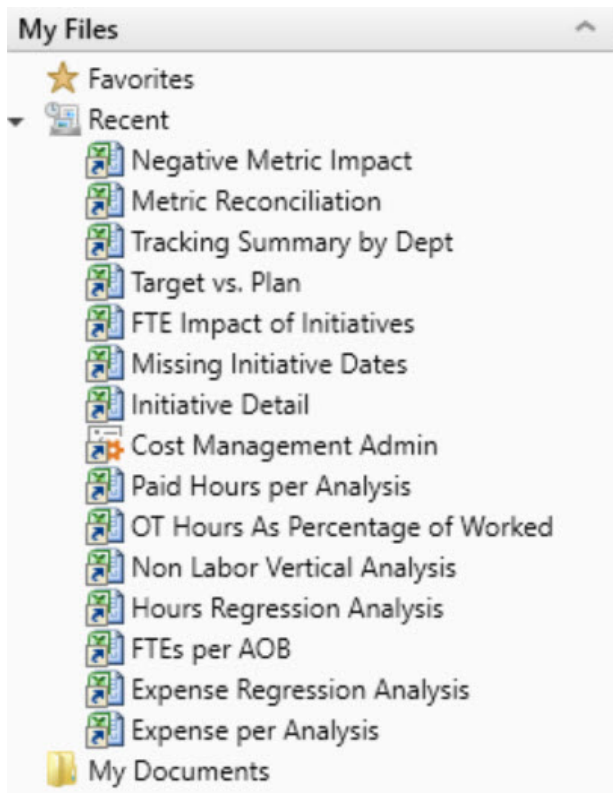 My Files
Favorites
Recent
Negative Metric Impact
Metric Reconciliation
Tracking Summary by Dept
Target vs. Plan
FTE Impact of Initiatives
Missing Initiative Dates
Initiative Detail
Cost Management Admin
Paid Hours per Analysis
OT Hours As Percentage of Worked
Non Labor Vertical Analysis
Hours Regression Analysis
FTEs per AOB
Expense Regression Analysis
Expense per Analysis
My Documents